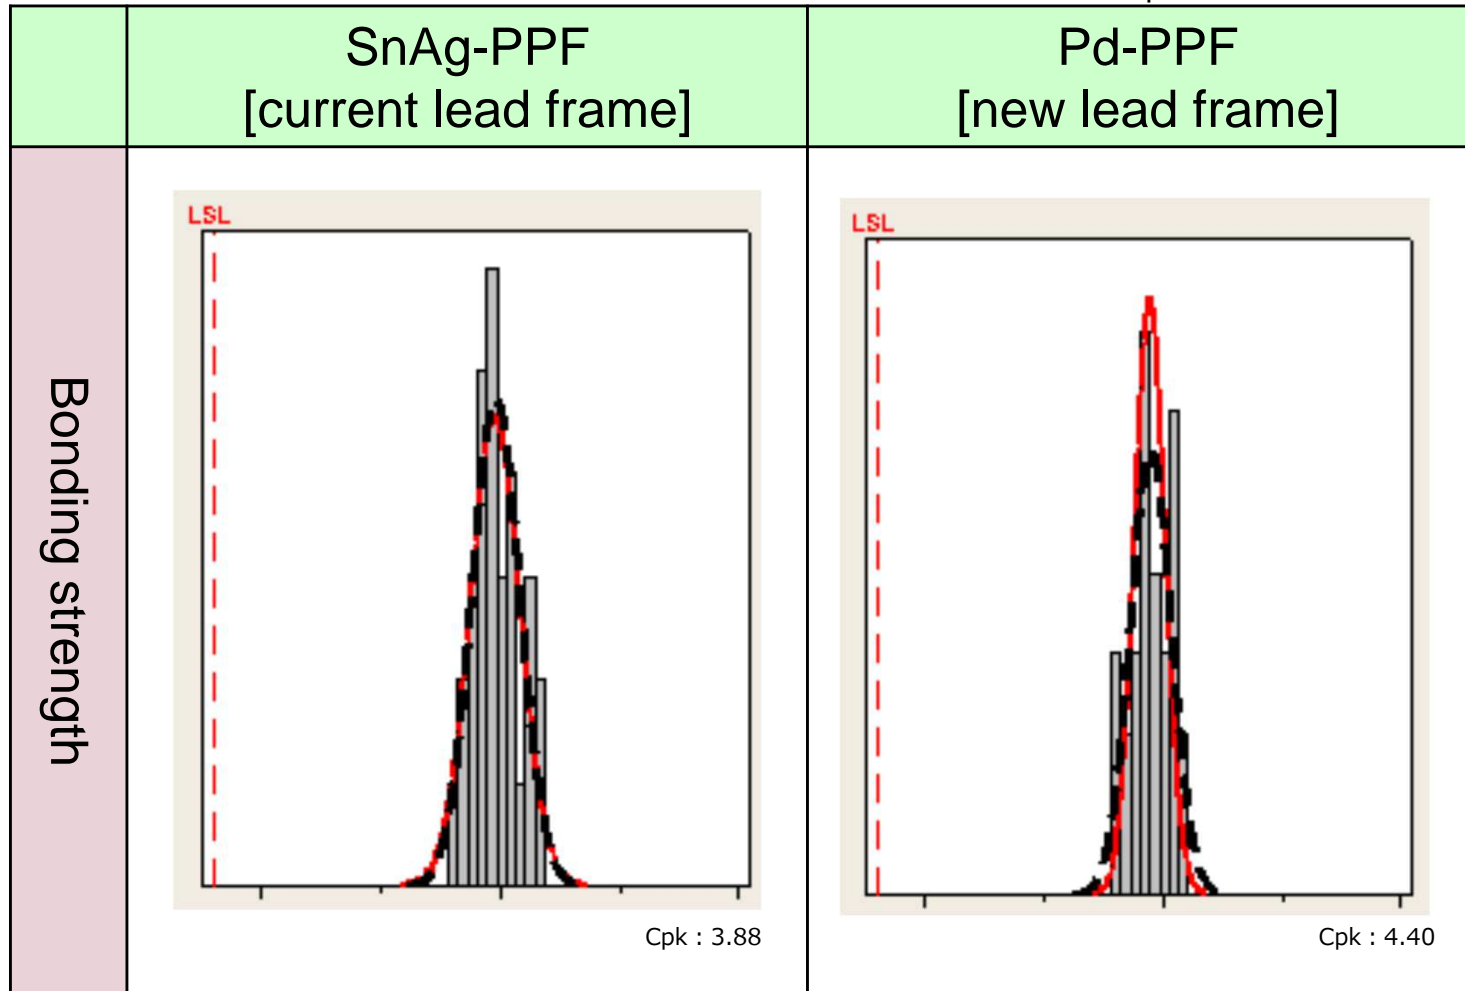 SnAg-PPF
[current lead frame]
Pd-PPF
[new lead frame]
Bonding strength
LSL
Cpk : 3.88
LSL
Cpk : 4.40